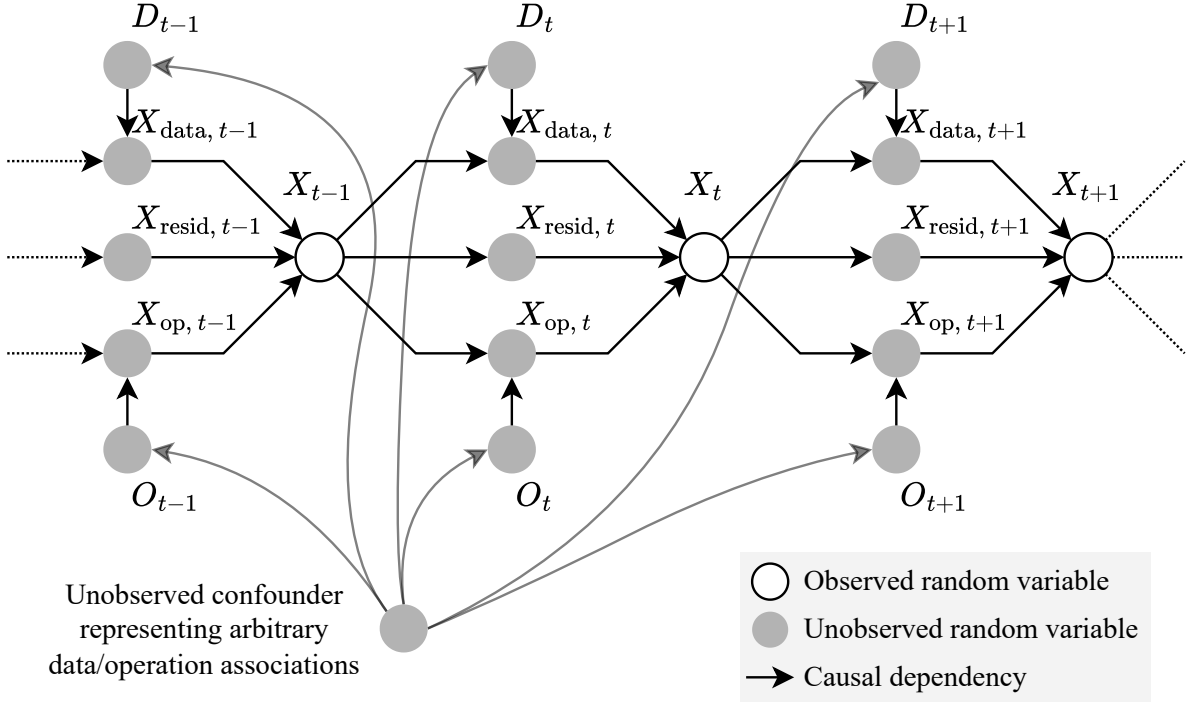 D_{t−1}
D_t
D_{t+1}
X_{data, t−1}
X_{data, t}
X_{data, t+1}
X_{t−1}
X_t
X_{t+1}
X_{resid, t−1}
X_{resid, t}
X_{resid, t+1}
X_{op, t−1}
X_{op, t}
X_{op, t+1}
O_{t−1}
O_t
O_{t+1}
Unobserved confounder
representing arbitrary
data/operation associations
Observed random variable
Unobserved random variable
Causal dependency